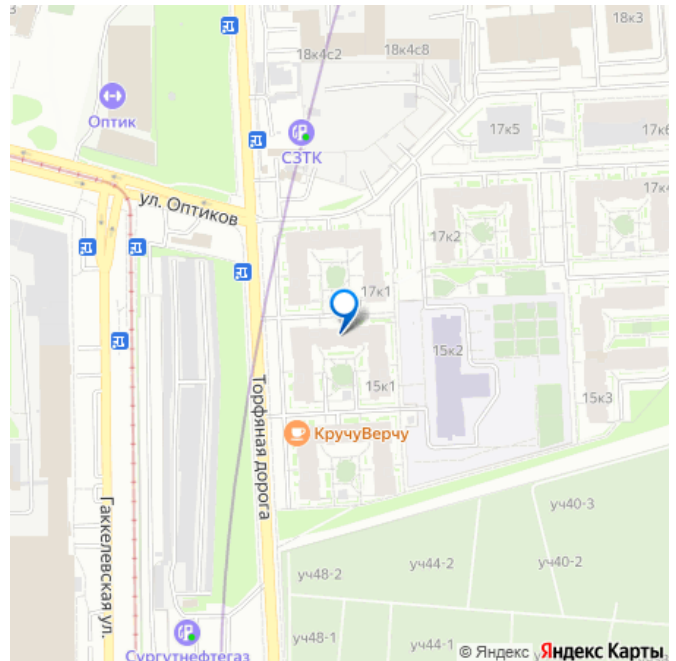 18к3
18к4с2
18к4с8
Оптик
17к5
17к6
СЗТК
17к4
ул. Оптиков
17к2
17к1
15к2
15к1
15к3
Торфяная дорога
КручуВерчу
Гаккелевская ул.
уч40-3
уч48-2
уч44-2
уч40-2
уч48-1
уч44-1
Сургутнефтегаз
© Яндекс
Яндекс Карты